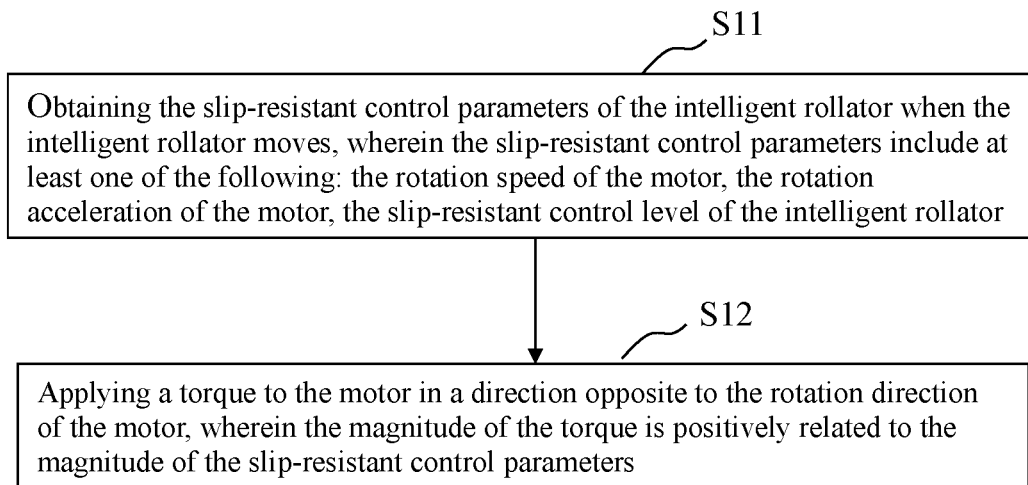 S11
Obtaining the slip-resistant control parameters of the intelligent rollator when the
intelligent rollator moves, wherein the slip-resistant control parameters include at
least one of the following: the rotation speed of the motor, the rotation
acceleration of the motor, the slip-resistant control level of the intelligent rollator
S12
Applying a torque to the motor in a direction opposite to the rotation direction
of the motor, wherein the magnitude of the torque is positively related to the
magnitude of the slip-resistant control parameters